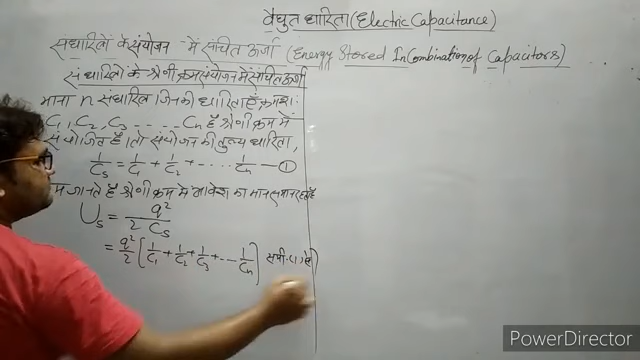 वैधुत धारिता (Electric Capacitance)
संधारित्रों के संयोजन में संचित ऊर्जा (Energy Stored In Combination of Capacitors)
संधारित्रों के श्रेणी क्रम संयोजन में संचित ऊर्जा
माना n संधारित्र जिनकी धारिता क्रमशः
C₁, C₂, C₃ ...... Cn है श्रेणी क्रम में
संयोजित है। तो संयोजन की तुल्य धारिता,
1/Cs = 1/C₁ + 1/C₂ + ...... 1/Cn — ①
जानते हैं श्रेणी क्रम में आवेश का मान समान
Us = q²/2Cs
= q²/2 [1/C₁ + 1/C₂ + 1/C₃ + ... 1/Cn] समी. (1) से
PowerDirector